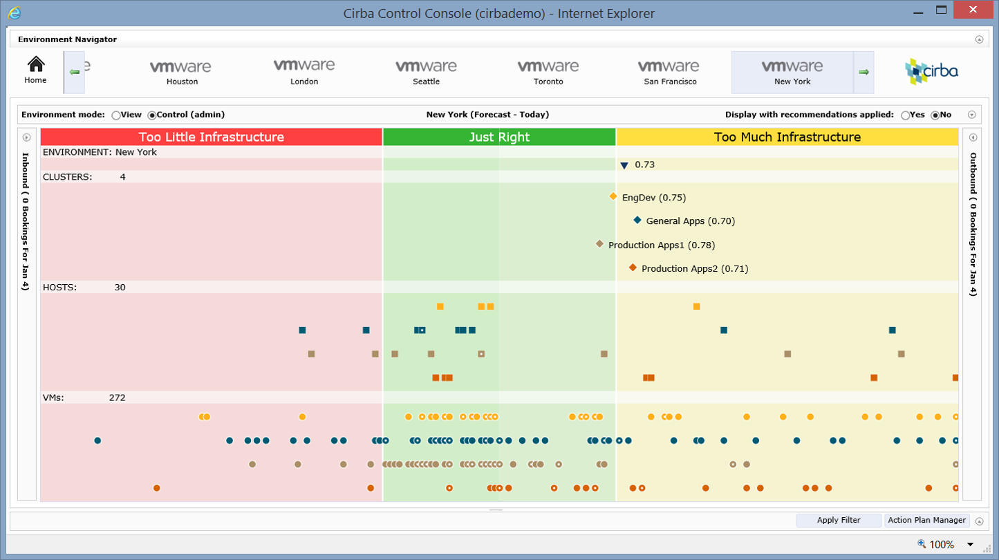 Cirba Control Console (cirbademo) - Internet Explorer
Environment Navigator
Home
e
vmware
Houston
vmware
London
vmware
Seattle
vmware
Toronto
vmware
San Francisco
vmware
New York
cirba
Environment mode: View Control (admin)
New York (Forecast - Today)
Display with recommendations applied: Yes No
Inbound ( 0 Bookings For Jan 4)
Too Little Infrastructure
Just Right
Too Much Infrastructure
ENVIRONMENT: New York
0.73
CLUSTERS: 4
EngDev (0.75)
General Apps (0.70)
Production Apps1 (0.78)
Production Apps2 (0.71)
HOSTS: 30
VMs: 272
Outbound ( 0 Bookings For Jan 4)
Apply Filter
Action Plan Manager
100%